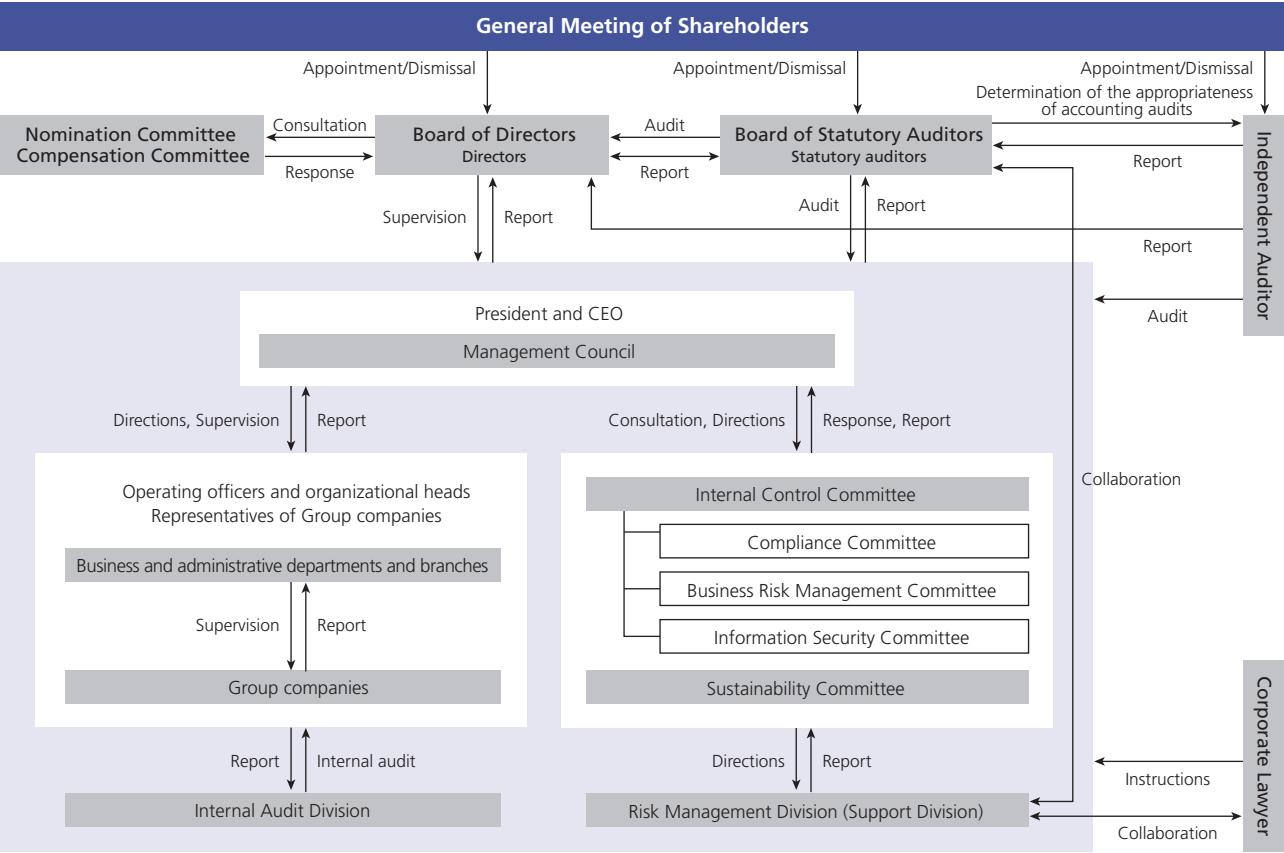 General Meeting of Shareholders
Appointment/Dismissal
Appointment/Dismissal
Appointment/Dismissal
Determination of the appropriateness
of accounting audits
Nomination Committee
Compensation Committee
Consultation
Response
Board of Directors
Directors
Audit
Report
Board of Statutory Auditors
Statutory auditors
Report
Independent Auditor
Supervision
Report
Audit
Report
Report
Audit
President and CEO
Management Council
Directions, Supervision
Report
Consultation, Directions
Response, Report
Collaboration
Operating officers and organizational heads
Representatives of Group companies
Business and administrative departments and branches
Supervision
Report
Group companies
Internal Control Committee
Compliance Committee
Business Risk Management Committee
Information Security Committee
Sustainability Committee
Report
Internal audit
Internal Audit Division
Directions
Report
Risk Management Division (Support Division)
Instructions
Collaboration
Corporate Lawyer